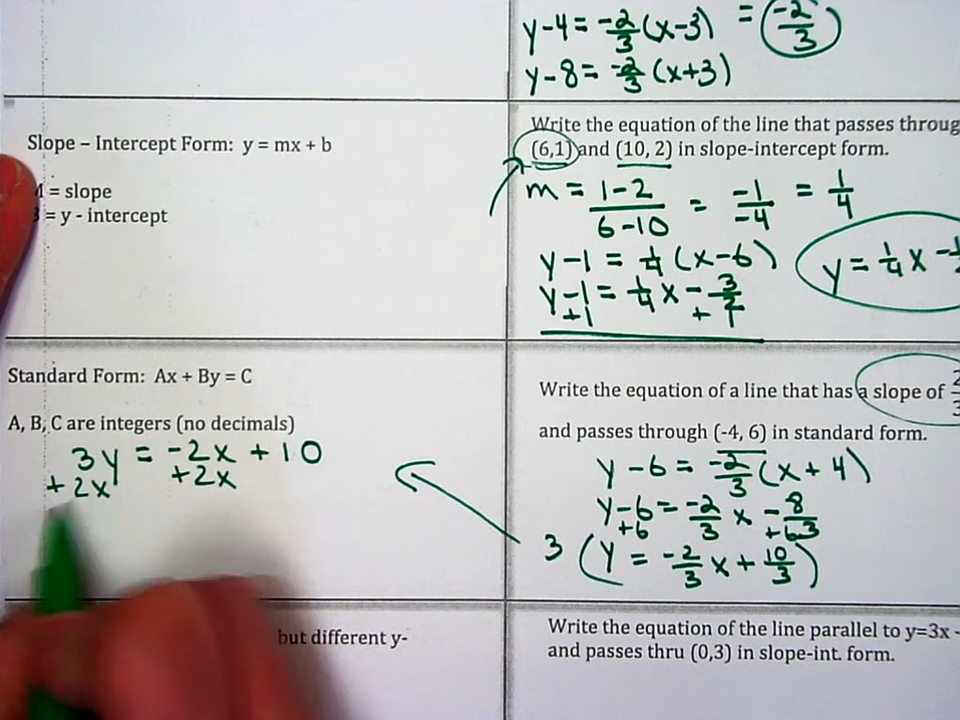 y-4 = -2/3 (x-3) = -2/3
y-8 = -2/3 (x+3)
Slope – Intercept Form: y = mx + b
= slope
= y - intercept
Write the equation of the line that passes
(6,1) and (10, 2) in slope-intercept form.
m = 1-2 / 6-10 = -1/-4 = 1/4
y-1 = 1/4 (x-6)
y-1 = 1/4 x - 3/2
+1 +
y = 1/4 x -
Standard Form: Ax + By = C
A, B, C are integers (no decimals)
3y = -2x + 10
+2x +2x
Write the equation of a line that has a slope of
and passes through (-4, 6) in standard form.
y-6 = -2/3 (x+4)
y-6 = -2/3 x - 8/3
+6 +6
3 (y = -2/3 x + 10/3)
but different y-
Write the equation of the line parallel to y=3x -
and passes thru (0,3) in slope-int. form.